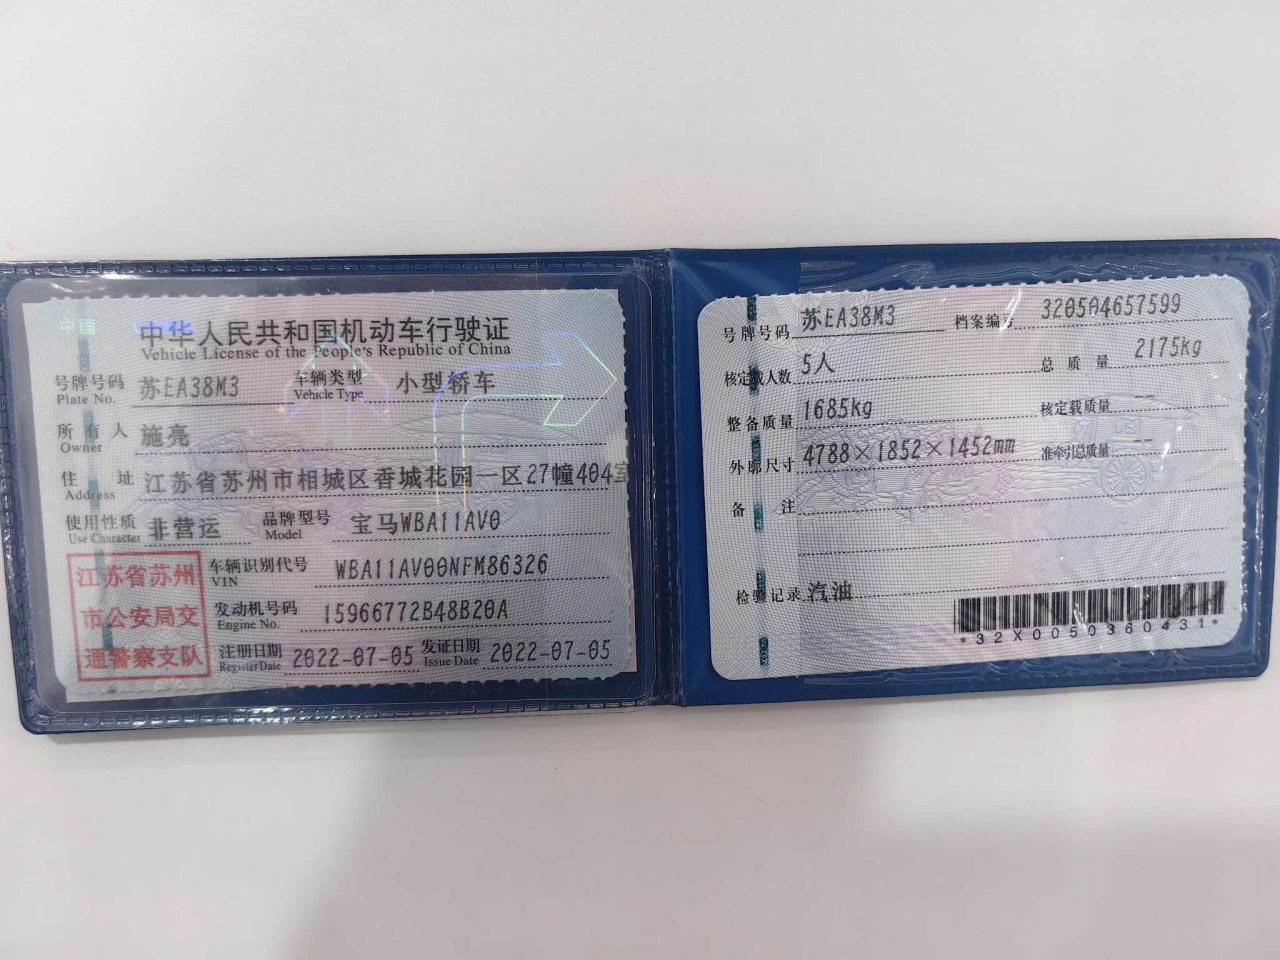 中国
中华人民共和国机动车行驶证
Vehicle License of the People's Republic of China
号牌号码 苏EA38M3 车辆类型 小型轿车
Plate No. Vehicle Type
所有人 施亮
Owner
住址 江苏省苏州市相城区香城花园一区27幢404室
Address
使用性质 非营运 品牌型号 宝马WBA11AV0
Use Character Model
江苏省苏州
市公安局交
通警察支队
车辆识别代号 WBA11AV00NFM86326
VIN
发动机号码 15966772B48B20A
Engine No.
注册日期 2022-07-05 发证日期 2022-07-05
Register Date Issue Date
号牌号码 苏EA38M3 档案编号 320504657599
核定载人数 5人 总质量 2175kg
整备质量 1685kg 核定载质量 --
外廓尺寸 4788×1852×1452mm 准牵引总质量 --
备注
检验记录 汽油
*32X0050360431*